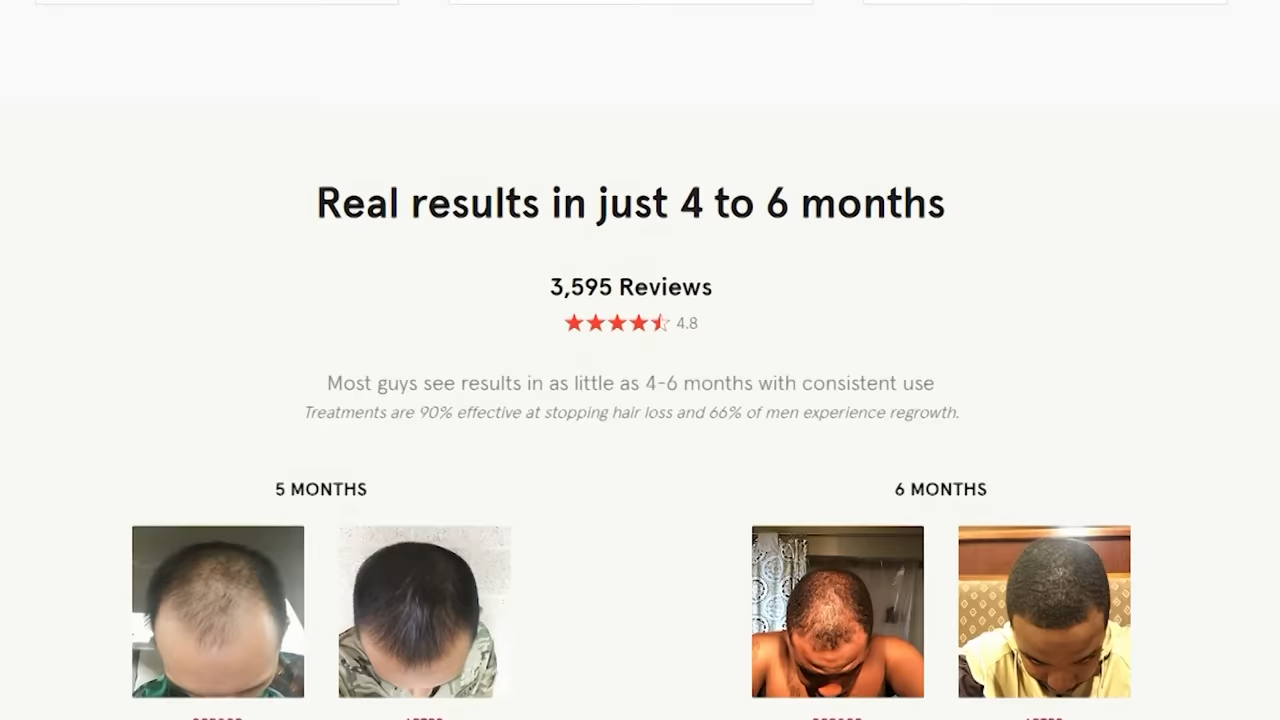 Real results in just 4 to 6 months
3,595 Reviews
4.8
Most guys see results in as little as 4-6 months with consistent use
Treatments are 90% effective at stopping hair loss and 66% of men experience regrowth.
5 MONTHS
6 MONTHS